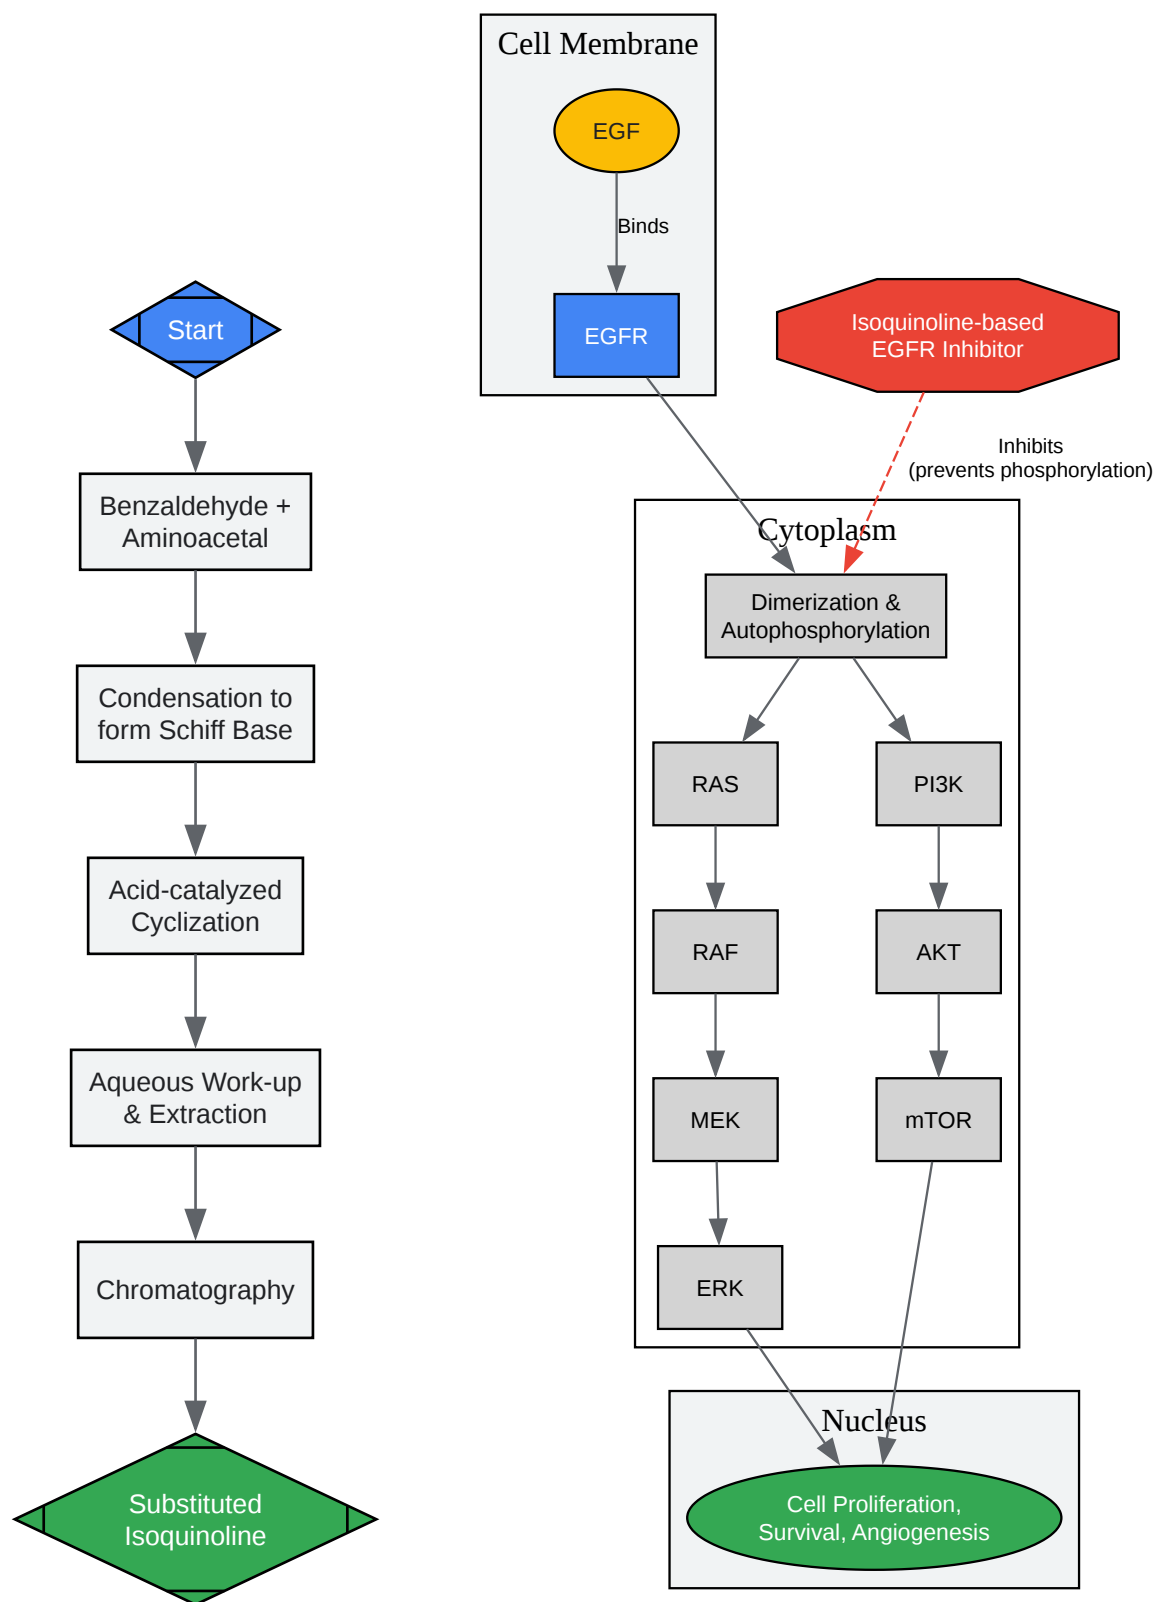 Start
Benzaldehyde +
Aminoacetal
Condensation to
form Schiff Base
Acid-catalyzed
Cyclization
Aqueous Work-up
& Extraction
Chromatography
Substituted
Isoquinoline
Cell Membrane
EGF
Binds
EGFR
Isoquinoline-based
EGFR Inhibitor
Inhibits
(prevents phosphorylation)
Cytoplasm
Dimerization &
Autophosphorylation
RAS
PI3K
RAF
AKT
MEK
mTOR
ERK
Nucleus
Cell Proliferation,
Survival, Angiogenesis